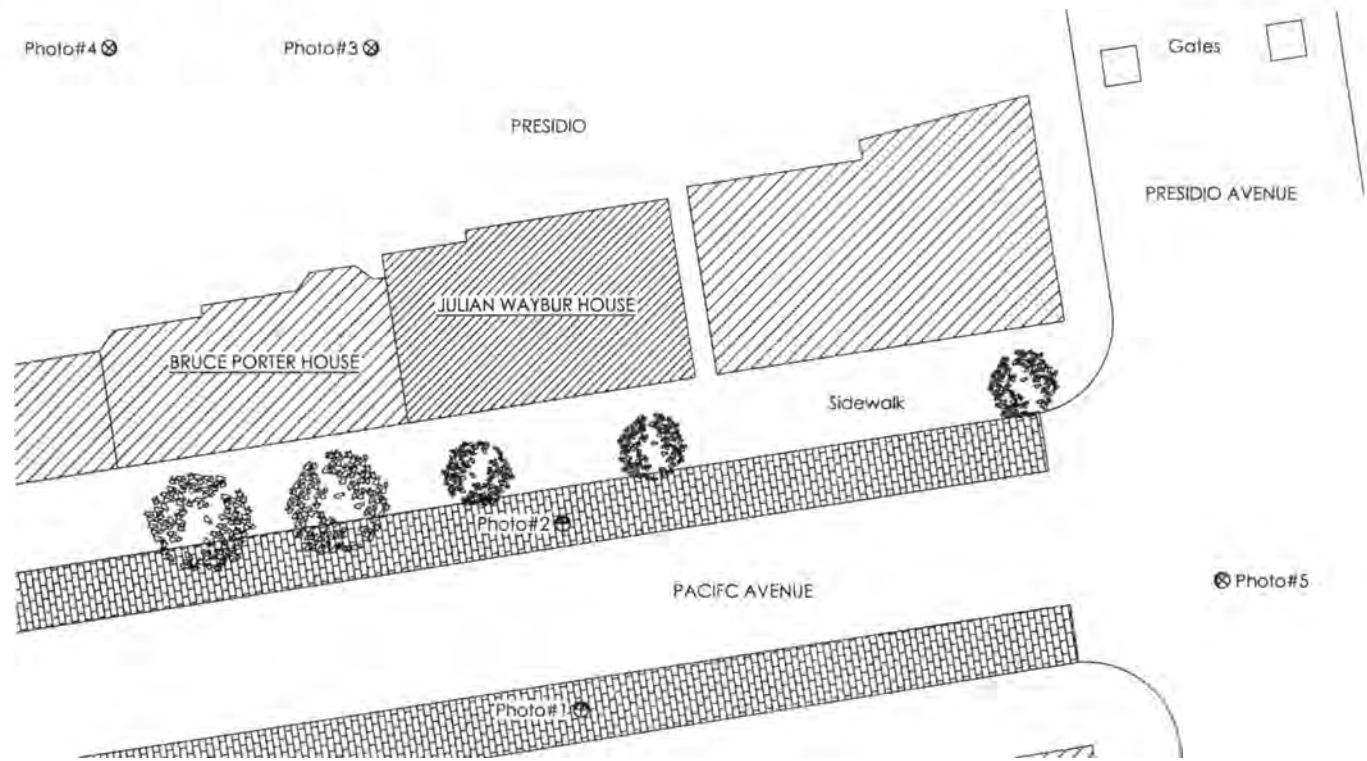 Photo#4
Photo#3
Gates
PRESIDIO
PRESIDIO AVENUE
JULIAN WAYBUR HOUSE
BRUCE PORTER HOUSE
Sidewalk
Photo#2
Photo#5
PACIFC AVENUE
Photo#1